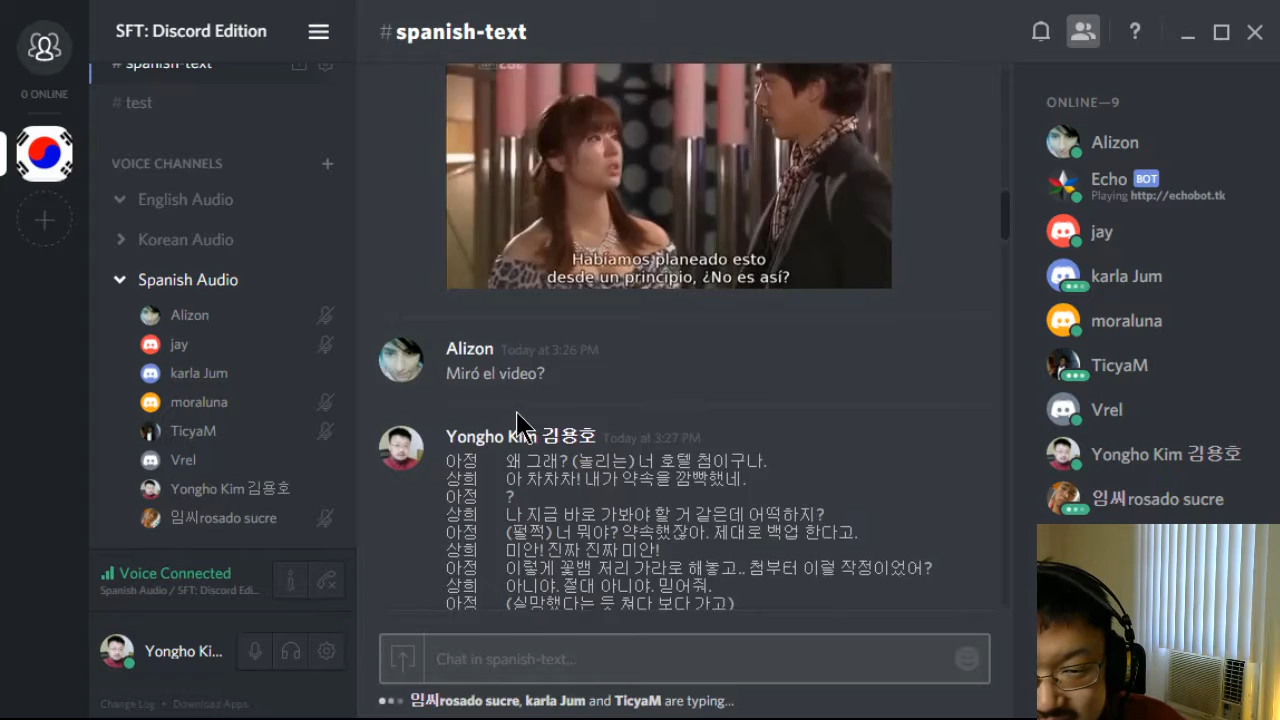 SFT: Discord Edition
# spanish-text
0 ONLINE
# spanish-text
# test
VOICE CHANNELS
English Audio
Korean Audio
Spanish Audio
Alizon
jay
karla Jum
moraluna
TicyaM
Vrel
Yongho Kim 김용호
임씨rosado sucre
Voice Connected
Spanish Audio / SFT: Discord Edi...
Yongho Ki...
Change Log • Download Apps
Habíamos planeado esto
desde un principio, ¿No es así?
Alizon Today at 3:26 PM
Miró el video?
Yongho Kim 김용호 Today at 3:27 PM
아정 왜 그래? (놀리는) 너 호텔 첨이구나.
상희 아 차차차! 내가 약속을 깜빡했네.
아정 ?
상희 나 지금 바로 가봐야 할 거 같은데 어떡하지?
아정 (펄쩍) 너 뭐야? 약속했잖아. 제대로 백업 한다고.
상희 미안! 진짜 진짜 미안!
아정 이렇게 꽃뱀 저리 가라로 해놓고.. 첨부터 이럴 작정이었어?
상희 아니야. 절대 아니야. 믿어줘.
아정 (실망했다는 듯 쳐다 보다 가고)
Chat in spanish-text...
임씨rosado sucre, karla Jum and TicyaM are typing...
ONLINE—9
Alizon
Echo BOT
Playing http://echobot.tk
jay
karla Jum
moraluna
TicyaM
Vrel
Yongho Kim 김용호
임씨rosado sucre